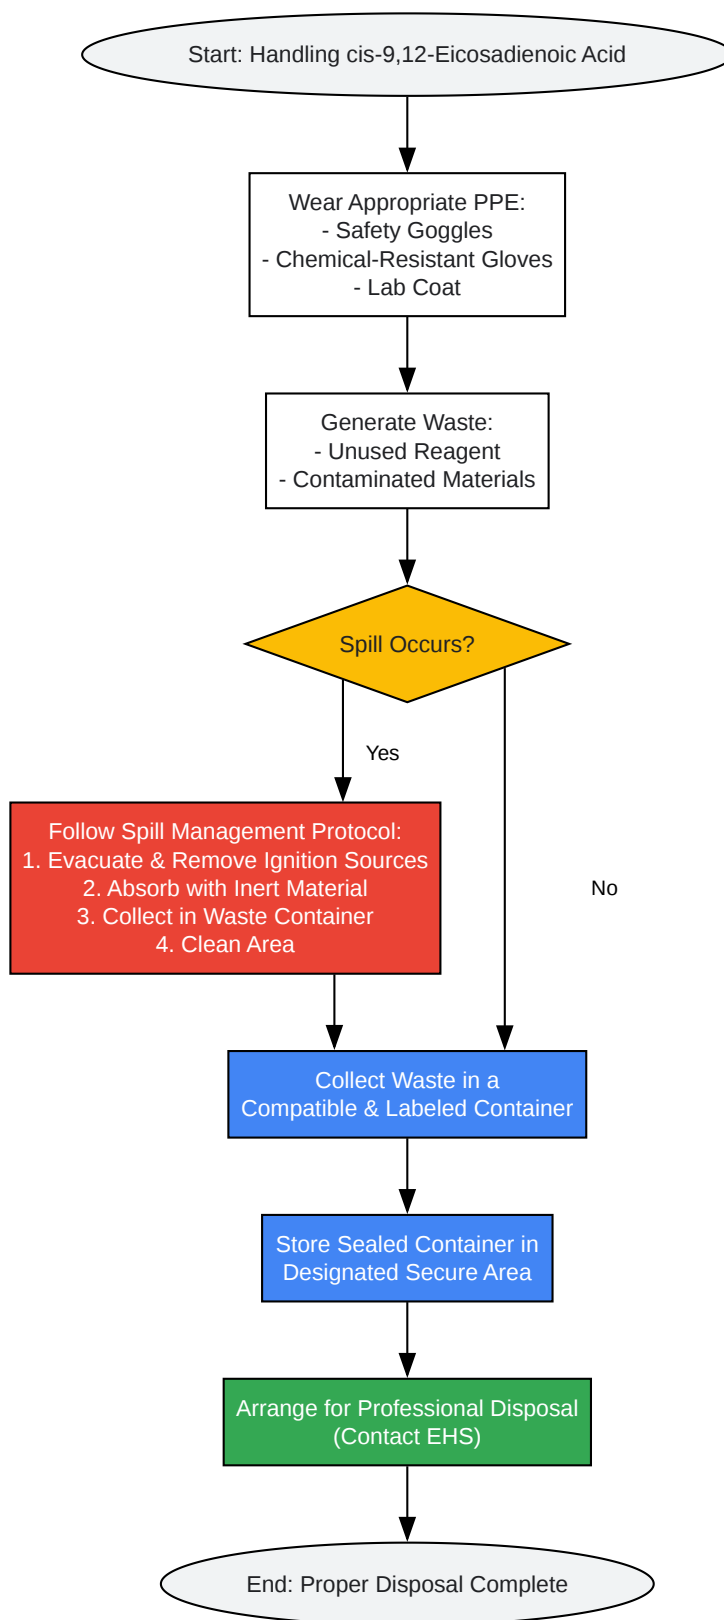 Start: Handling cis-9,12-Eicosadienoic Acid
Wear Appropriate PPE:
- Safety Goggles
- Chemical-Resistant Gloves
- Lab Coat
Generate Waste:
- Unused Reagent
- Contaminated Materials
Spill Occurs?
Yes
Follow Spill Management Protocol:
1. Evacuate & Remove Ignition Sources
2. Absorb with Inert Material
3. Collect in Waste Container
4. Clean Area
No
Collect Waste in a
Compatible & Labeled Container
Store Sealed Container in
Designated Secure Area
Arrange for Professional Disposal
(Contact EHS)
End: Proper Disposal Complete